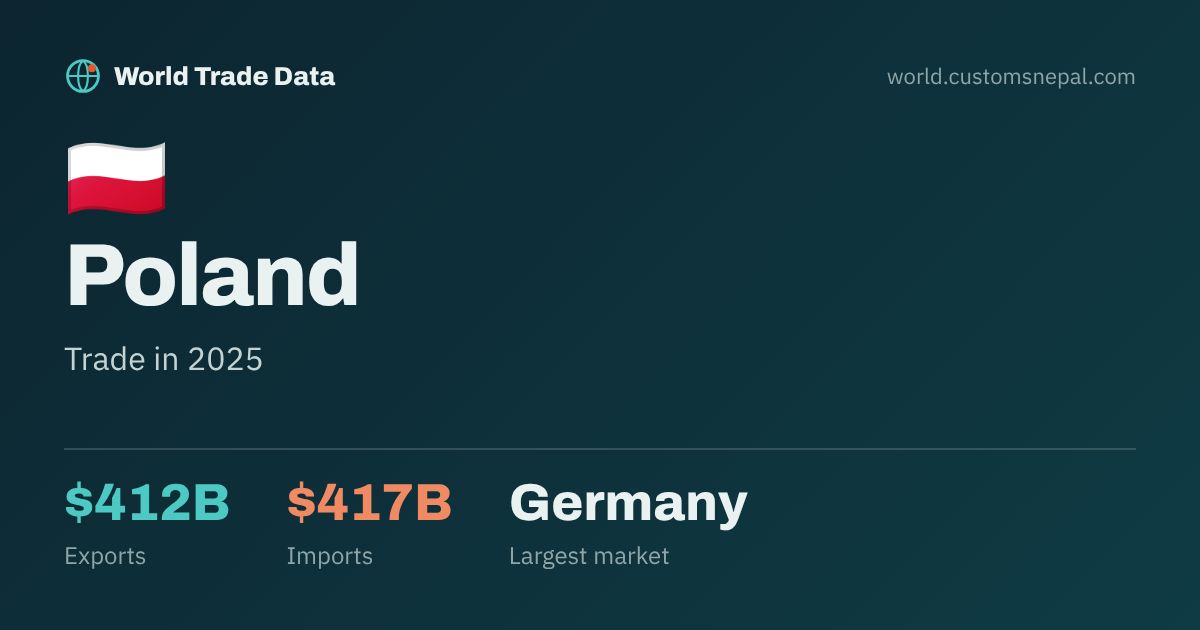 World Trade Data
world.customsnepal.com
Poland
Trade in 2025
$412B $417B Germany
Exports Imports Largest market